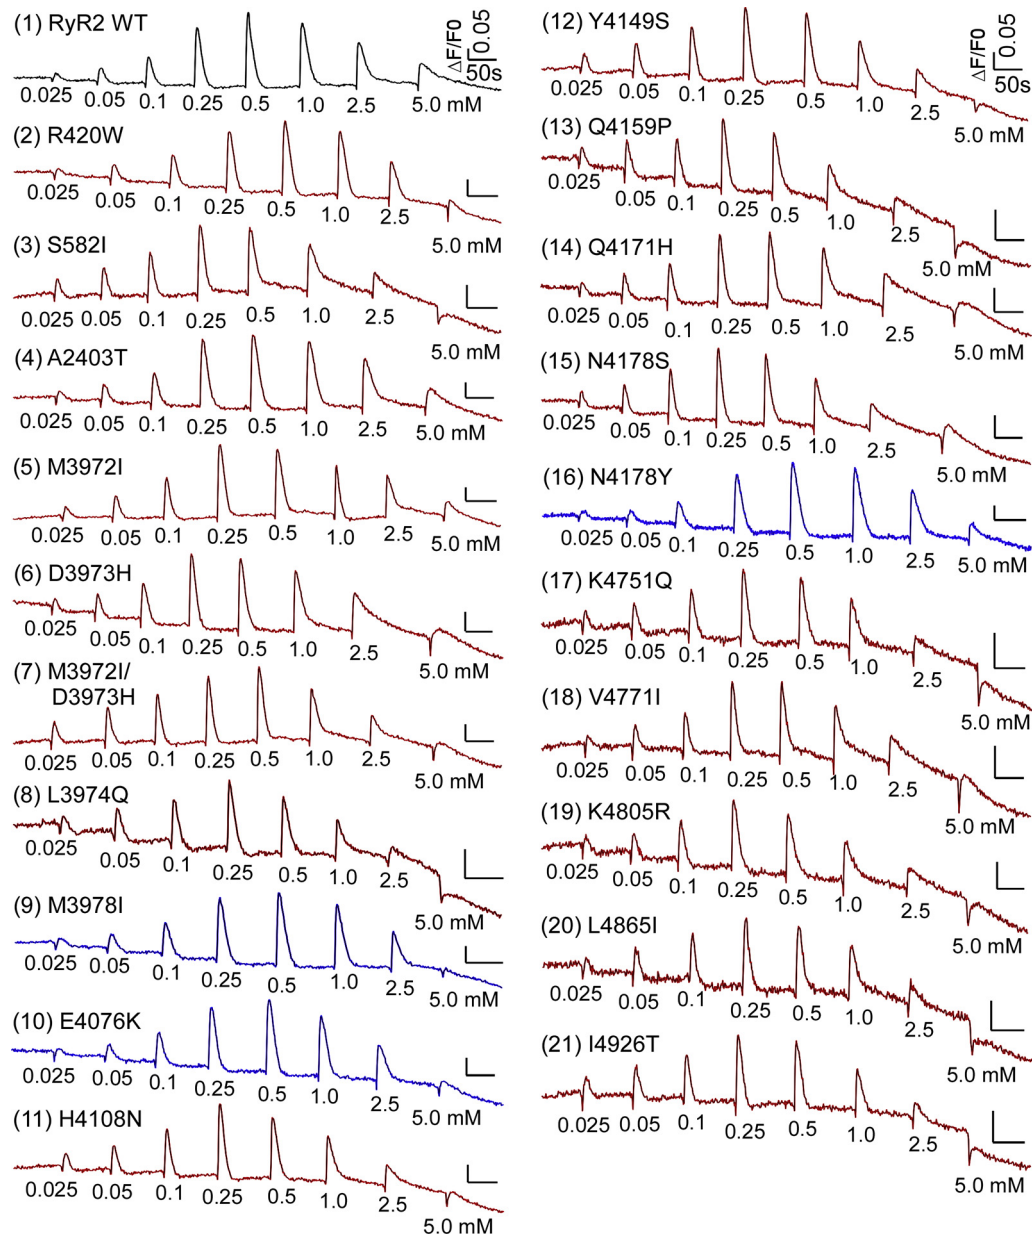 (1) RyR2 WT
△F/F0
0.05
50s
0.025 0.05 0.1 0.25 0.5 1.0 2.5 5.0 mM
(2) R420W
0.025 0.05 0.1 0.25 0.5 1.0 2.5
5.0 mM
(3) S582I
0.025 0.05 0.1 0.25 0.5 1.0 2.5
5.0 mM
(4) A2403T
0.025 0.05 0.1 0.25 0.5 1.0 2.5 5.0 mM
(5) M3972I
0.025 0.05 0.1 0.25 0.5 1.0 2.5
5.0 mM
(6) D3973H
0.025 0.05 0.1 0.25 0.5 1.0 2.5
5.0 mM
(7) M3972I/
D3973H
0.025 0.05 0.1 0.25 0.5 1.0 2.5
5.0 mM
(8) L3974Q
0.025 0.05 0.1 0.25 0.5 1.0 2.5
5.0 mM
(9) M3978I
0.025 0.05 0.1 0.25 0.5 1.0 2.5 5.0 mM
(10) E4076K
0.025 0.05 0.1 0.25 0.5 1.0 2.5 5.0 mM
(11) H4108N
0.025 0.05 0.1 0.25 0.5 1.0 2.5
5.0 mM
(12) Y4149S
△F/F0
0.05
50s
0.025 0.05 0.1 0.25 0.5 1.0 2.5
5.0 mM
(13) Q4159P
0.025 0.05 0.1 0.25 0.5 1.0 2.5
5.0 mM
(14) Q4171H
0.025 0.05 0.1 0.25 0.5 1.0 2.5
5.0 mM
(15) N4178S
0.025 0.05 0.1 0.25 0.5 1.0 2.5
5.0 mM
(16) N4178Y
0.025 0.05 0.1 0.25 0.5 1.0 2.5 5.0 mM
(17) K4751Q
0.025 0.05 0.1 0.25 0.5 1.0 2.5
5.0 mM
(18) V4771I
0.025 0.05 0.1 0.25 0.5 1.0 2.5
5.0 mM
(19) K4805R
0.025 0.05 0.1 0.25 0.5 1.0 2.5
5.0 mM
(20) L4865I
0.025 0.05 0.1 0.25 0.5 1.0 2.5
5.0 mM
(21) I4926T
0.025 0.05 0.1 0.25 0.5 1.0 2.5
5.0 mM